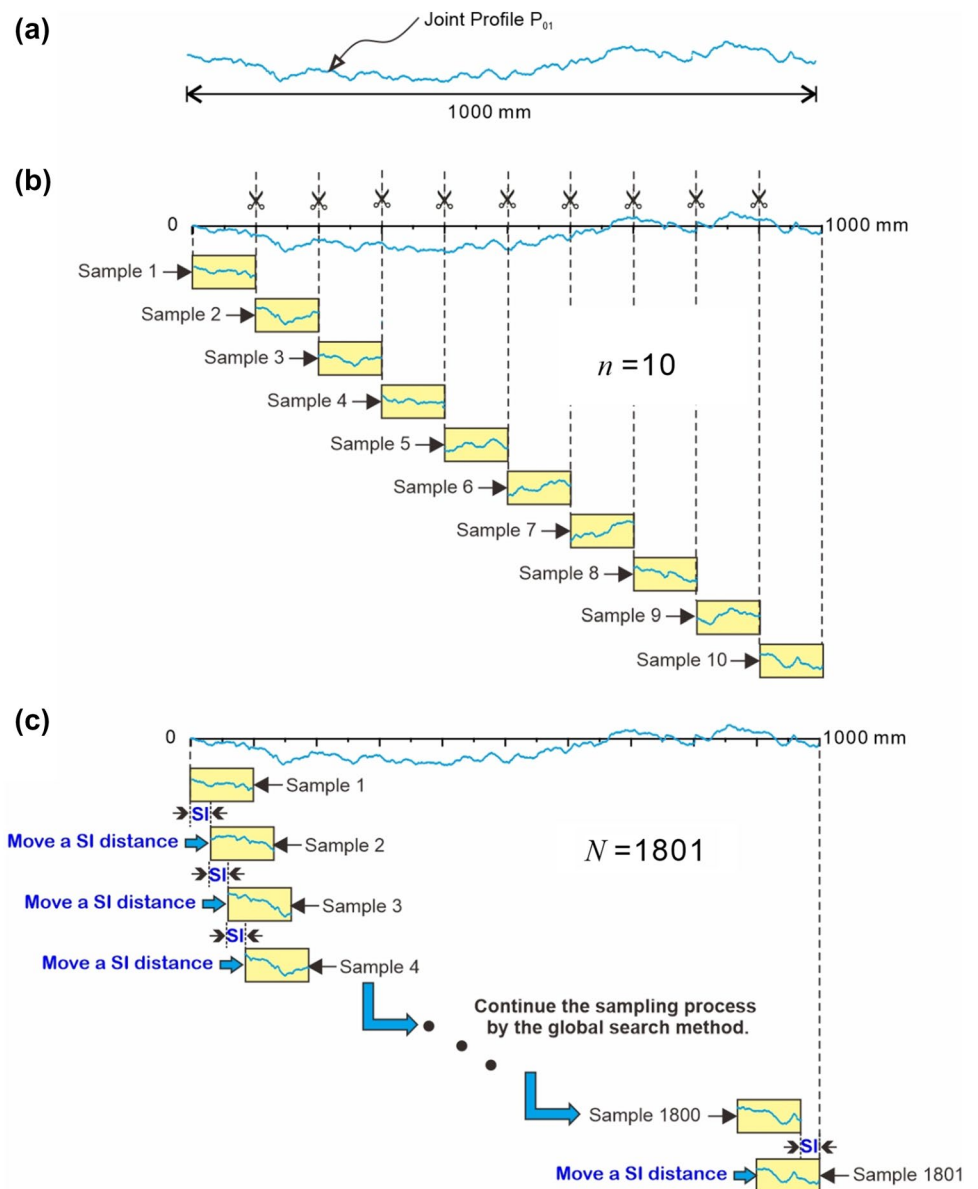 (a)
Joint Profile P01
1000 mm
(b)
0
1000 mm
Sample 1
Sample 2
Sample 3
n =10
Sample 4
Sample 5
Sample 6
Sample 7
Sample 8
Sample 9
Sample 10
(c)
0
1000 mm
Sample 1
SI
Move a SI distance
Sample 2
N =1801
SI
Move a SI distance
Sample 3
SI
Move a SI distance
Sample 4
Continue the sampling process
by the global search method.
Sample 1800
SI
Move a SI distance
Sample 1801